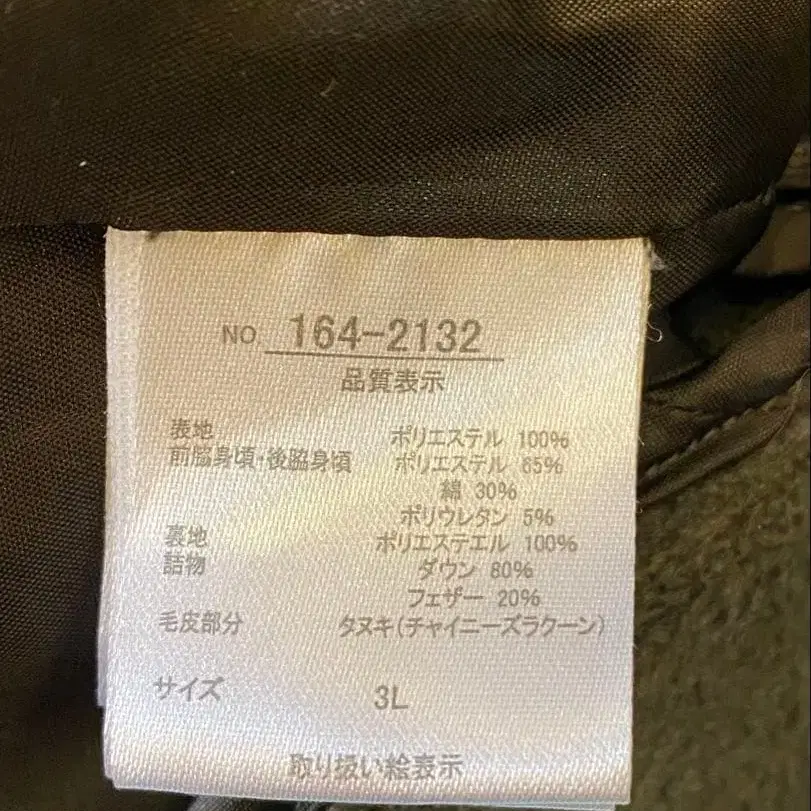 NO. 164-2132
品質表示
表地 ポリエステル 100%
前脇身頃・後脇身頃 ポリエステル 65%
綿 30%
ポリウレタン 5%
裏地 ポリエステエル 100%
詰物 ダウン 80%
フェザー 20%
毛皮部分 タヌキ(チャイニーズラクーン)
サイズ 3L
取り扱い絵表示